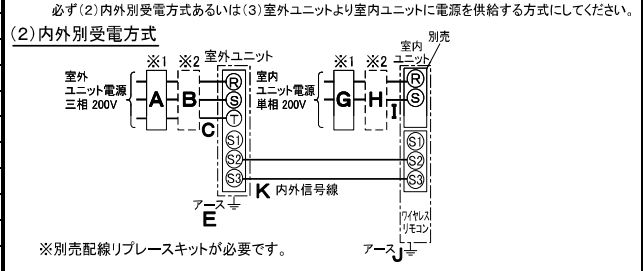 必ず(2)内外別受電方式あるいは(3)室外ユニットより室内ユニットに電源を供給する方式にしてください。
(2)内外別受電方式
※1 ※2 室外ユニット
室外
ユニット電源
三相 200V
A B C
R
S
T
S1
S2
S3
アース
E
室内
ユニット電源
単相 200V
※1 ※2
G H I
室内
ユニット
別売
R
S
S1
S2
S3
K 内外信号線
ワイヤレス
リモコン
アース J
※別売配線リプレースキットが必要です。